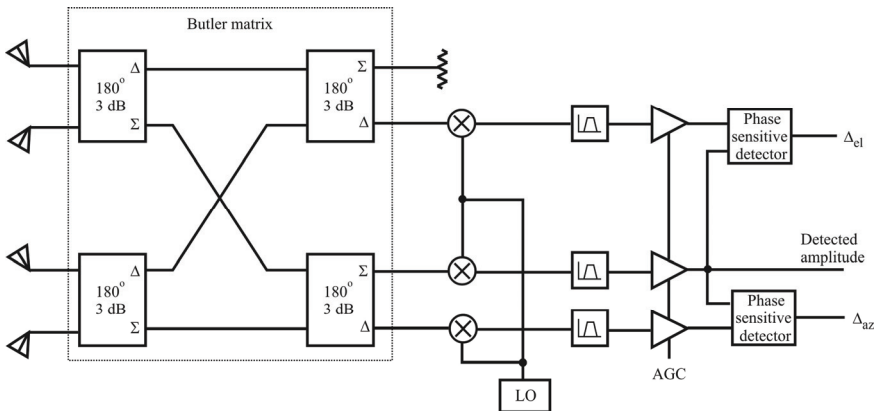 Butler matrix
Δ
180°
3 dB
Σ
Σ
180°
3 dB
Δ
Phase
sensitive
detector
Δel
Δ
180°
3 dB
Σ
Σ
180°
3 dB
Δ
Detected
amplitude
Phase
sensitive
detector
Δaz
AGC
LO